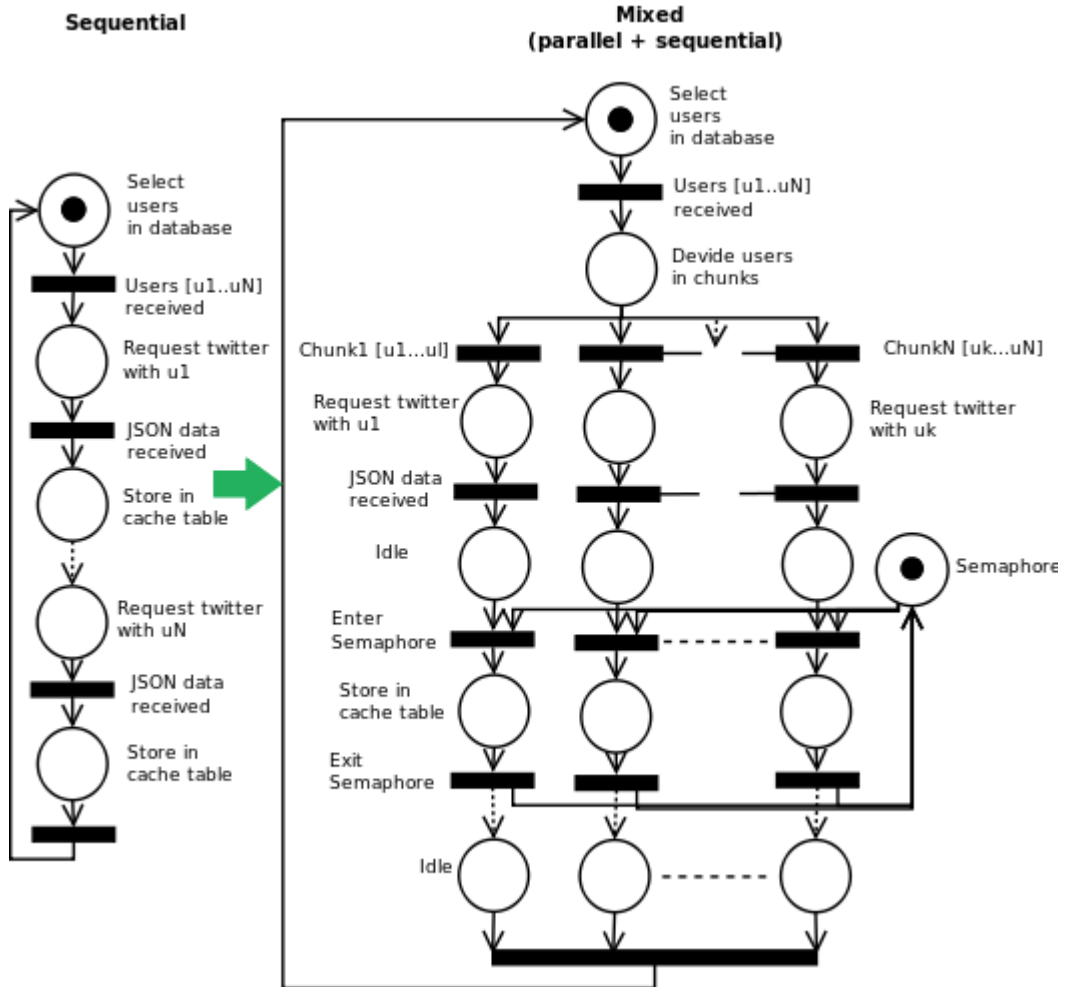 Sequential
Select
users
in database
Users [u1..uN]
received
Request twitter
with u1
JSON data
received
Store in
cache table
Request twitter
with uN
JSON data
received
Store in
cache table
Mixed
(parallel + sequential)
Select
users
in database
Users [u1..uN]
received
Devide users
in chunks
Chunk1 [u1...ul]
ChunkN [uk...uN]
Request twitter
with u1
Request twitter
with uk
JSON data
received
Idle
Semaphore
Enter
Semaphore
Store in
cache table
Exit
Semaphore
Idle